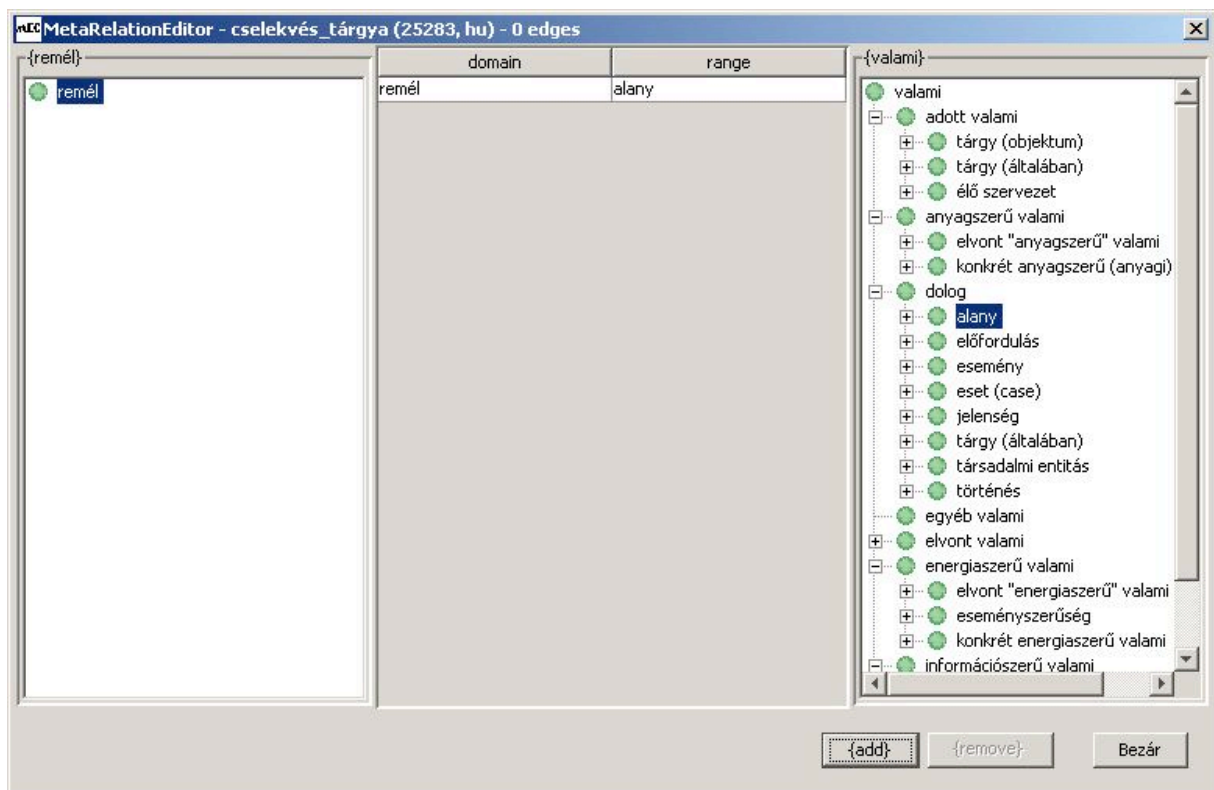 MetaRelationEditor - cselekvés_tárgya (25283, hu) - 0 edges
{remél}
remél
domain range
remél alany
{valami}
valami
adott valami
tárgy (objektum)
tárgy (általában)
élő szervezet
anyagszerű valami
elvont "anyagszerű" valami
konkrét anyagszerű (anyagi)
dolog
alany
előfordulás
esemény
eset (case)
jelenség
tárgy (általában)
társadalmi entitás
történés
egyéb valami
elvont valami
energiaszerű valami
elvont "energiaszerű" valami
eseményszerűség
konkrét energiaszerű valami
információszerű valami
{add} {remove} Bezár